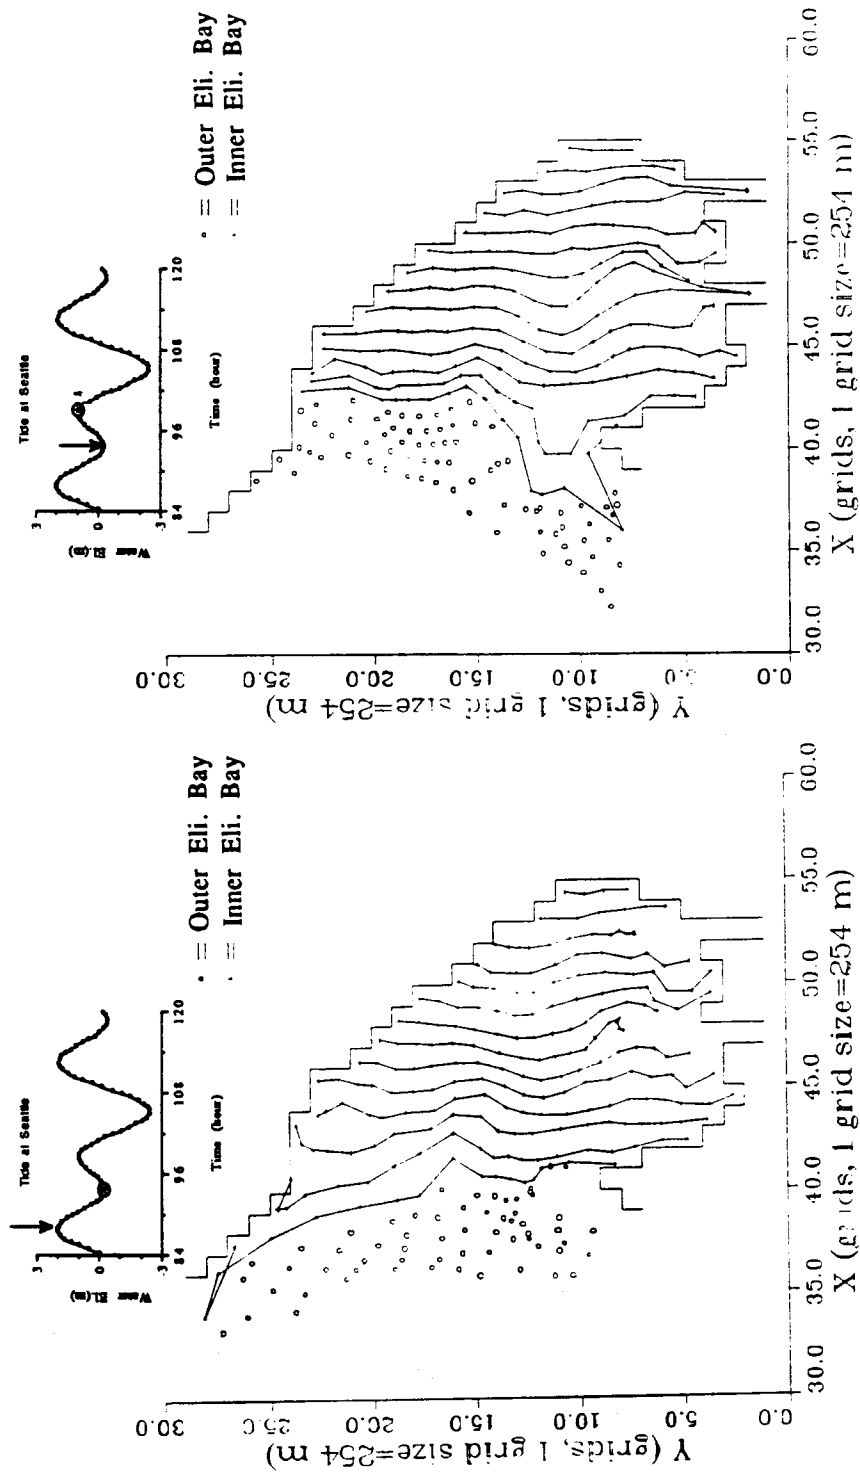 Tide at Seattle
Water El.(m)
3
0
-3
84
96
108
120
Time (hour)
• = Outer Eli. Bay
· = Inner Eli. Bay
Y (grids, 1 grid size=254 m)
30.0
20.0
15.0
10.0
5.0
0.0
30.0
35.0
40.0
45.0
50.0
55.0
60.0
X (grids, 1 grid size=254 m)
Tide at Seattle
Water El.(m)
3
0
-3
84
96
108
120
Time (hour)
• = Outer Eli. Bay
· = Inner Eli. Bay
Y (grids, 1 grid size=254 m)
30.0
25.0
20.0
15.0
10.0
0.0
30.0
35.0
40.0
45.0
50.0
55.0
60.0
X (grids, 1 grid size=254 m)